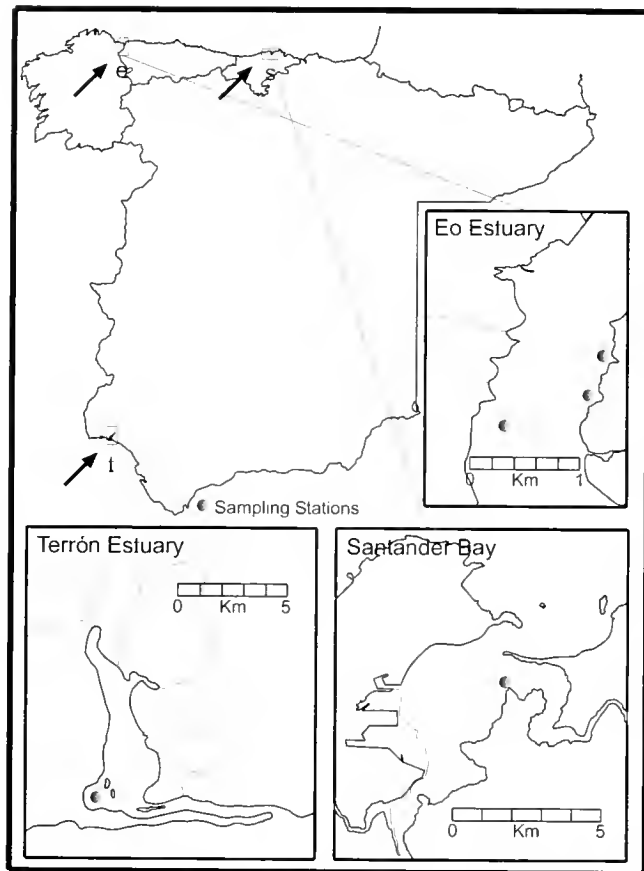 e
s
Eo Estuary
0 Km 1
t
Sampling Stations
Terrón Estuary
0 Km 5
Santander Bay
0 Km 5